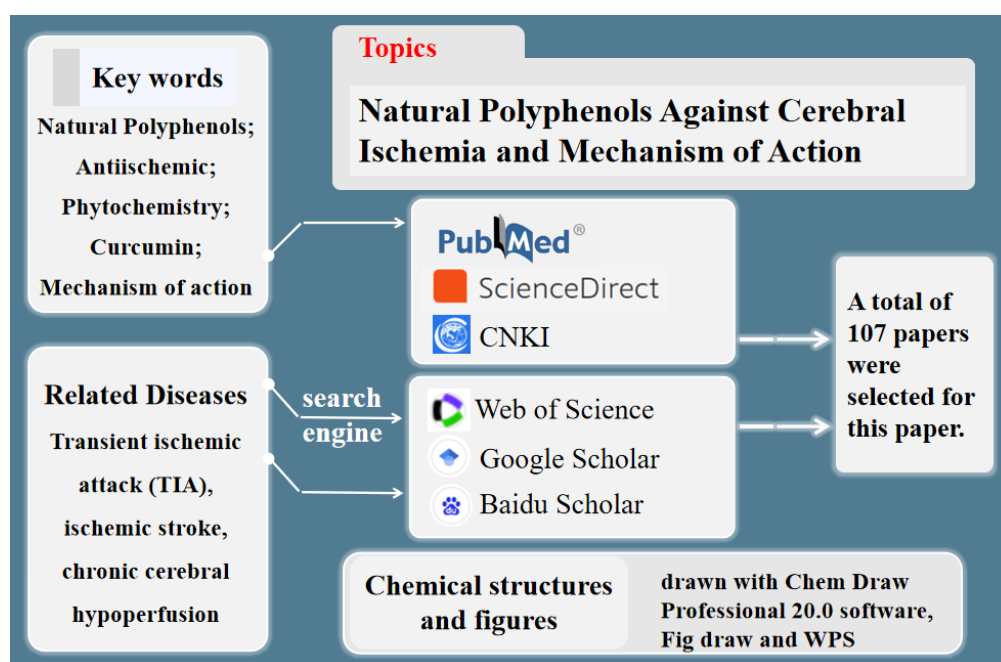 Key words
Natural Polyphenols;
Antiischemic;
Phytochemistry;
Curcumin;
Mechanism of action
Topics
Natural Polyphenols Against Cerebral
Ischemia and Mechanism of Action
PubMed®
ScienceDirect
CNKI
Related Diseases
Transient ischemic
attack (TIA),
ischemic stroke,
chronic cerebral
hypoperfusion
search
engine
Web of Science
Google Scholar
Baidu Scholar
A total of
107 papers
were
selected for
this paper.
Chemical structures
and figures
drawn with Chem Draw
Professional 20.0 software,
Fig draw and WPS